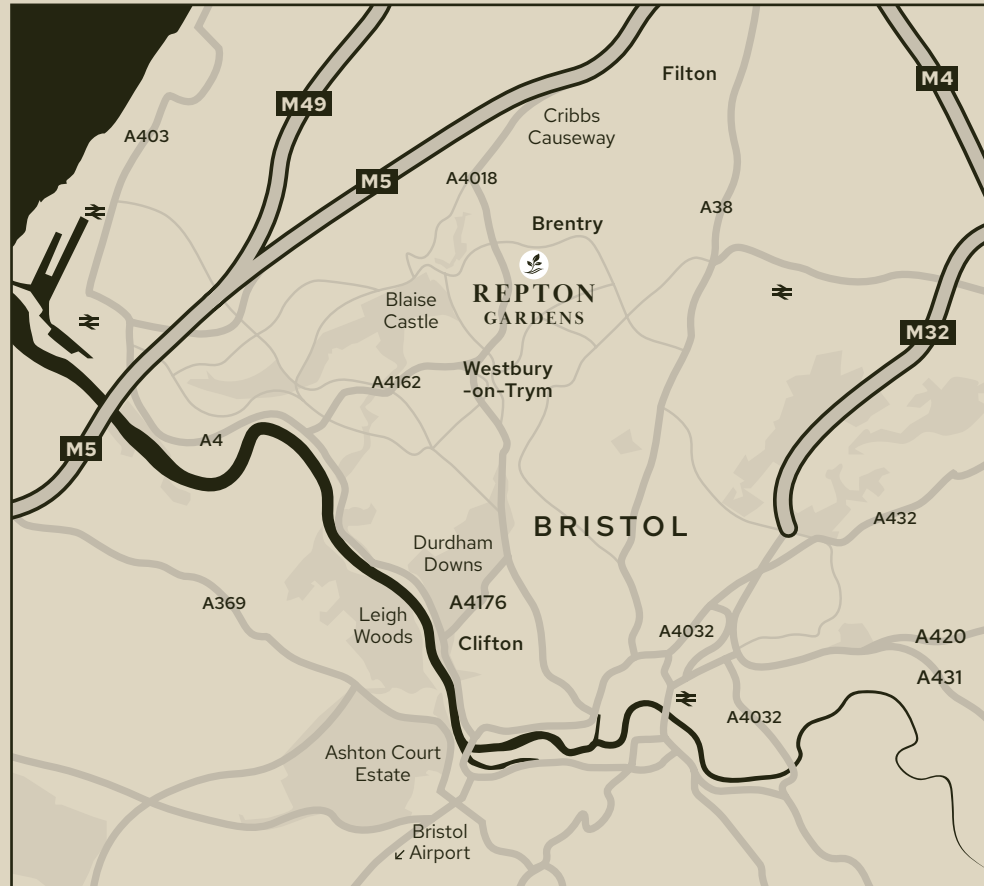 Filton
M4
M49
Cribbs
Causeway
A403
M5
A4018
A38
Brentry
REPTON
GARDENS
Blaise
Castle
M32
Westbury
-on-Trym
A4162
A4
M5
BRISTOL
A432
Durdham
Downs
A369
A4176
Leigh
Woods
A4032
Clifton
A420
A431
A4032
Ashton Court
Estate
Bristol
↙ Airport